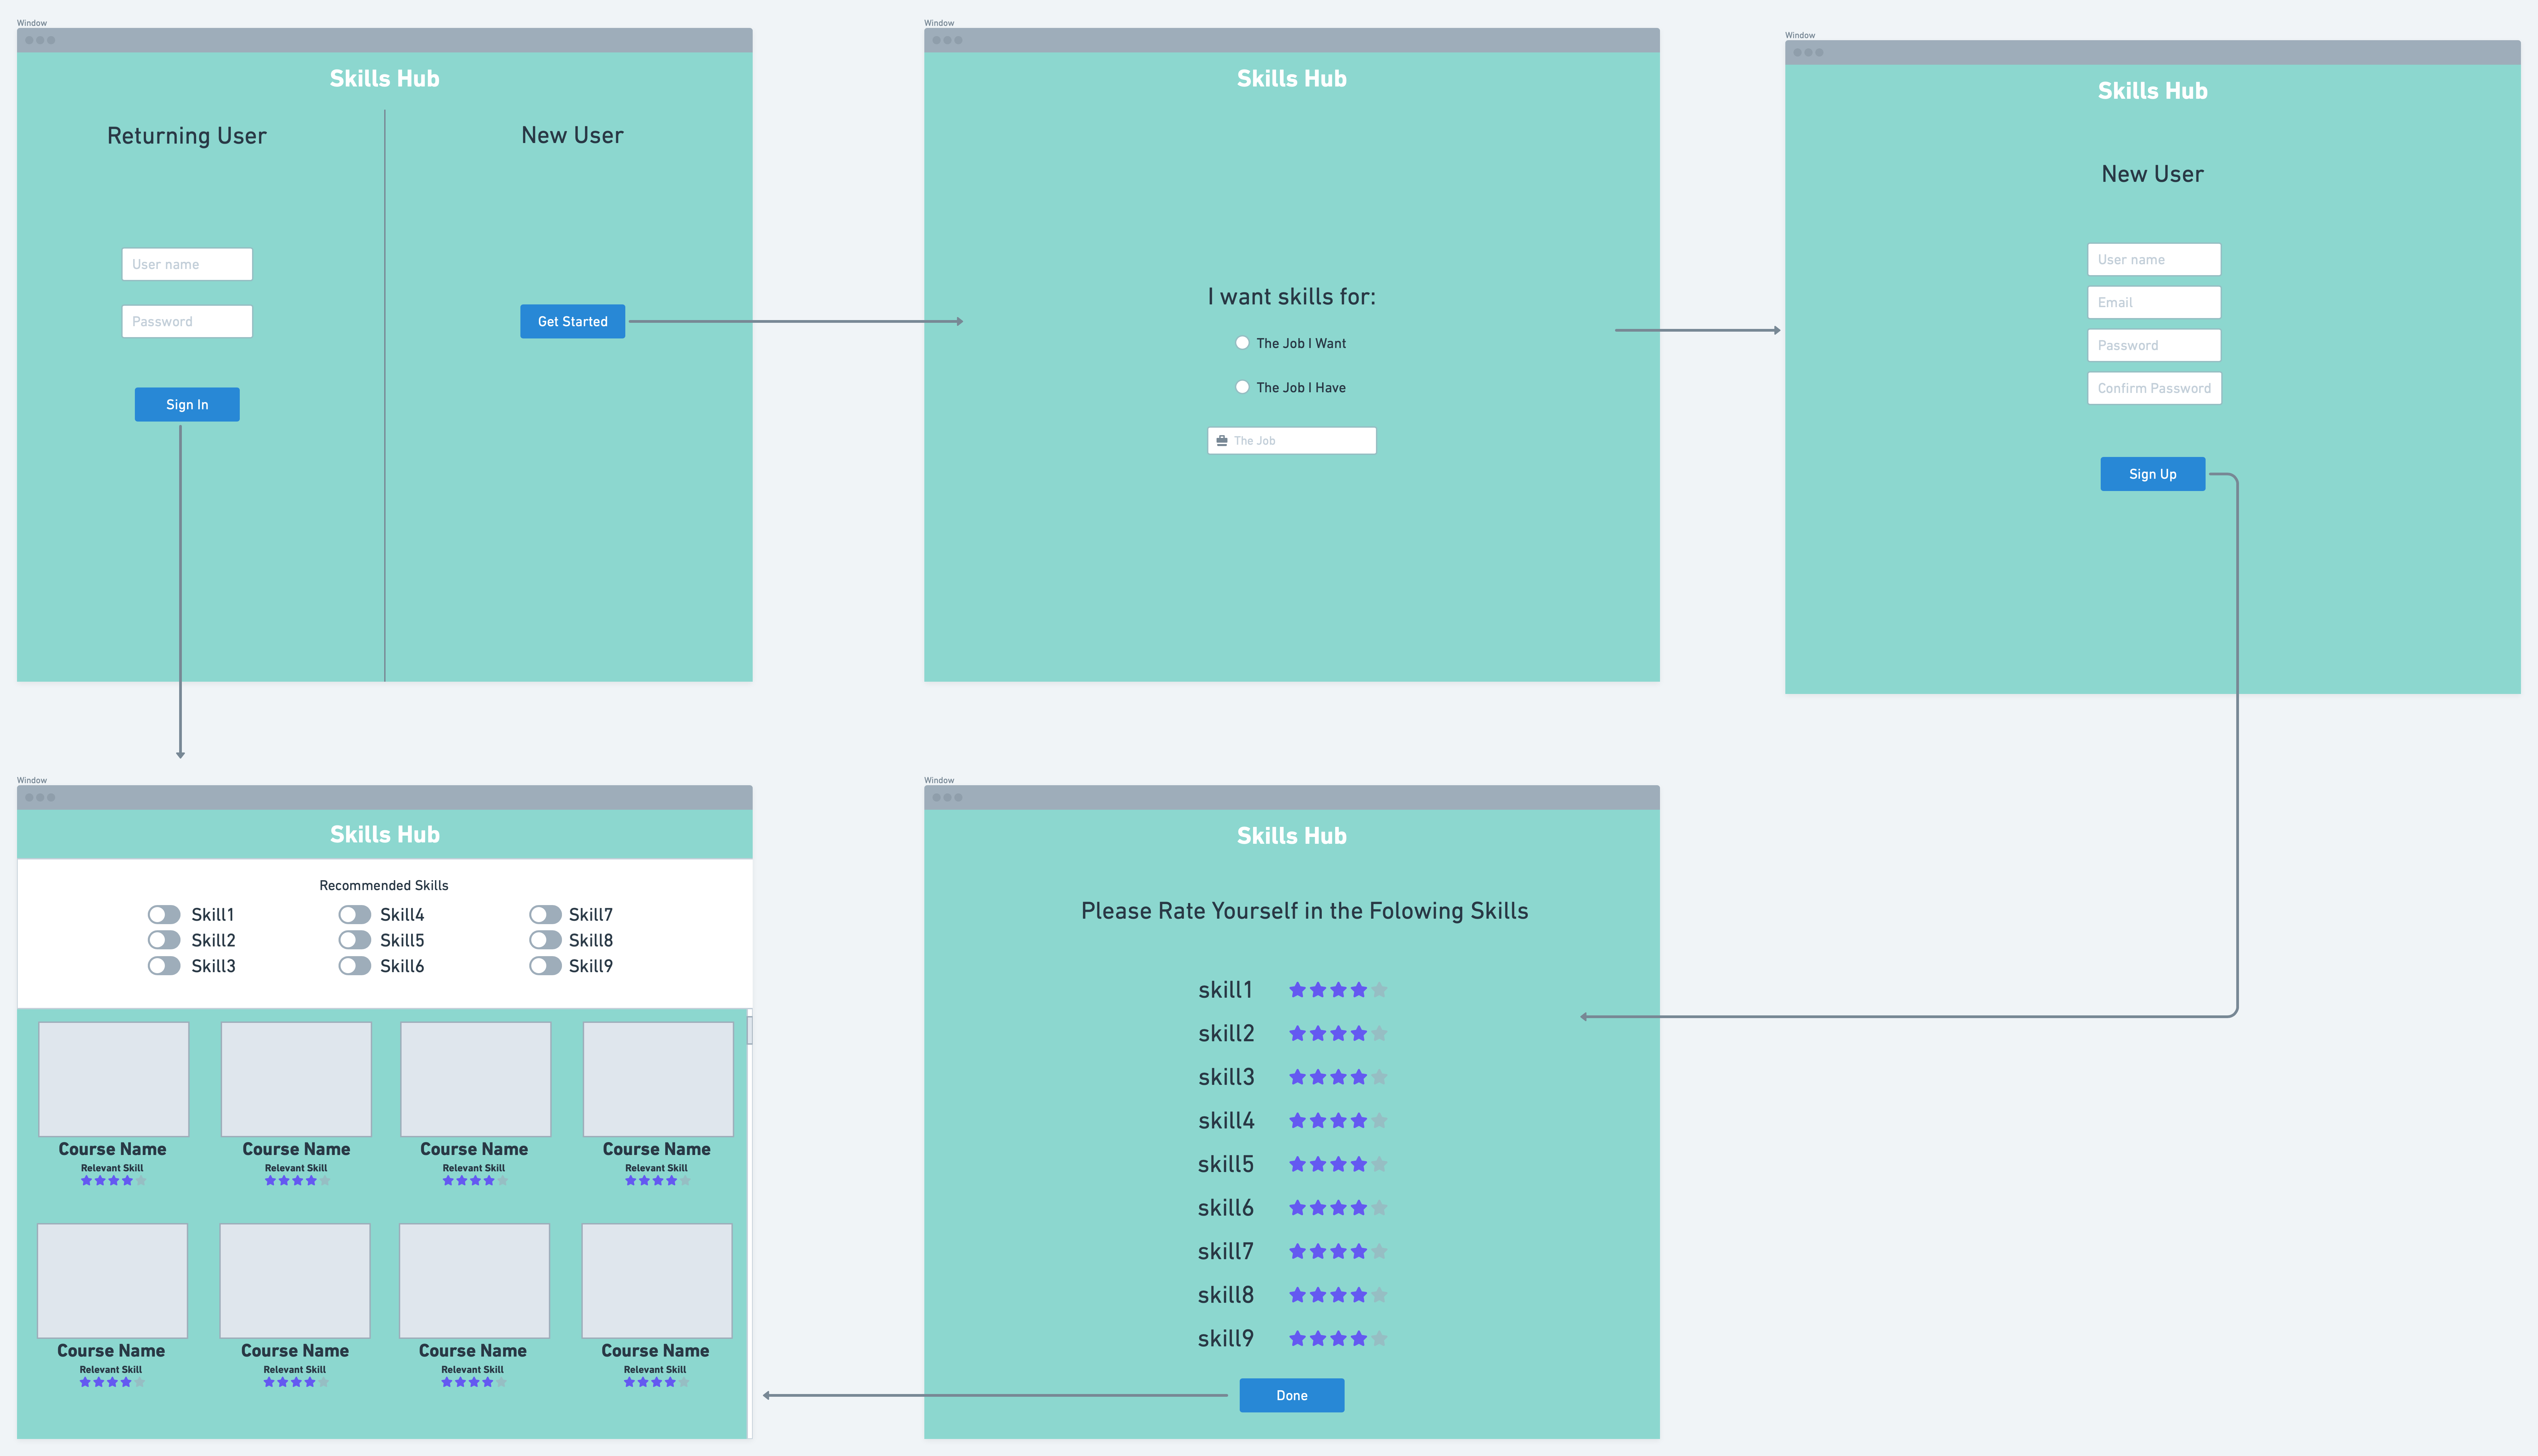 Window
Skills Hub
Returning User
New User
User name
Password
Get Started
Sign In
Window
Skills Hub
I want skills for:
The Job I Want
The Job I Have
The Job
Window
Skills Hub
New User
User name
Email
Password
Confirm Password
Sign Up
Window
Skills Hub
Recommended Skills
Skill1 Skill4 Skill7
Skill2 Skill5 Skill8
Skill3 Skill6 Skill9
Course Name Course Name Course Name Course Name
Relevant Skill Relevant Skill Relevant Skill Relevant Skill
Course Name Course Name Course Name Course Name
Relevant Skill Relevant Skill Relevant Skill Relevant Skill
Window
Skills Hub
Please Rate Yourself in the Folowing Skills
skill1
skill2
skill3
skill4
skill5
skill6
skill7
skill8
skill9
Done